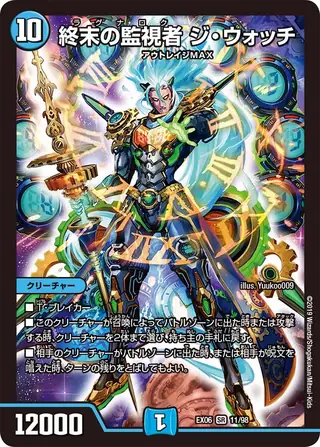 10
ラグナロク
終末の監視者 ジ・ウォッチ
アウトレイジMAX
illus. Yuukoo009
クリーチャー
■T・ブレイカー
■このクリーチャーが召喚によってバトルゾーンに出た時または攻撃する時、クリーチャーを2体まで選び、持ち主の手札に戻す。
■相手のクリーチャーがバトルゾーンに出た時または相手が呪文を唱えた時、ターンの残りをとばしてもよい。
12000
1
EX06 SR 11/98
©2019 Wizards/Shogakukan/Mitsui-Kids